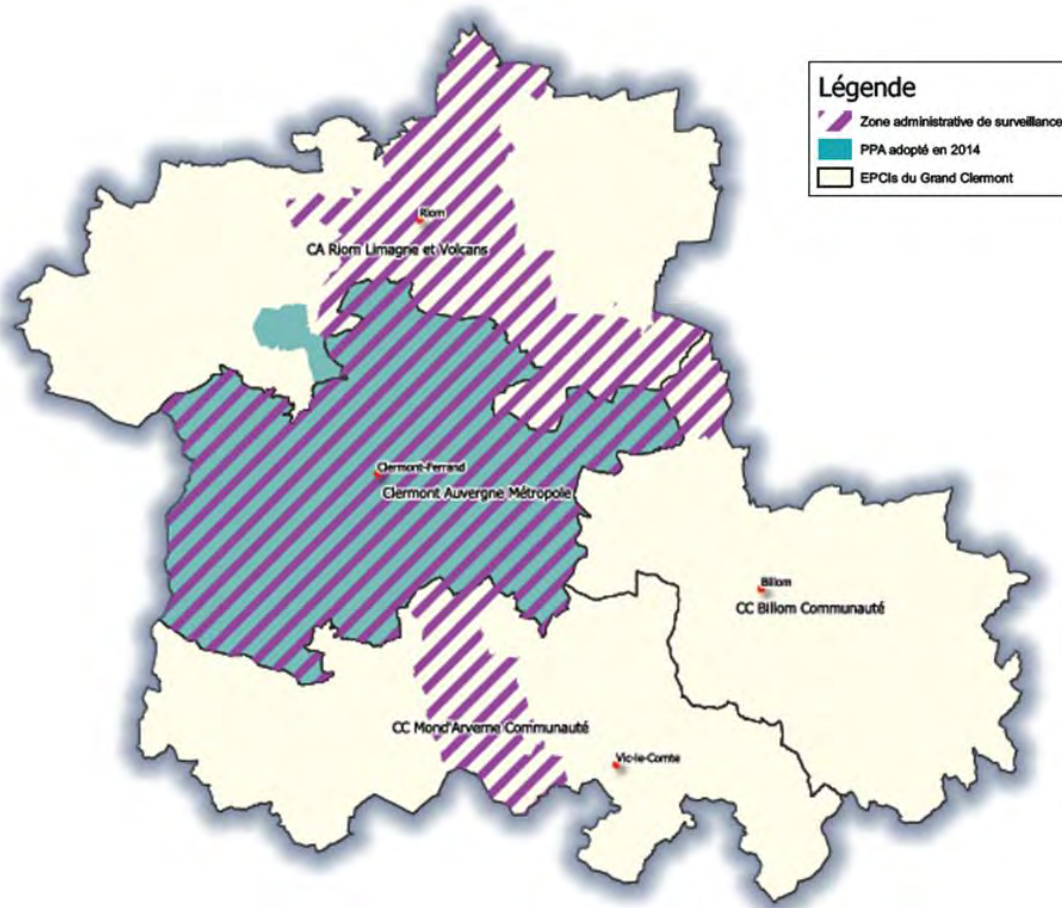 Légende
Zone administrative de surveillance
PPA adopté en 2014
EPCIs du Grand Clermont
Riom
CA Riom Limagne et Volcans
Clermont-Ferrand
Clermont Auvergne Métropole
Billom
CC Billom Communauté
CC Mond'Arverne Communauté
Vic-le-Comte